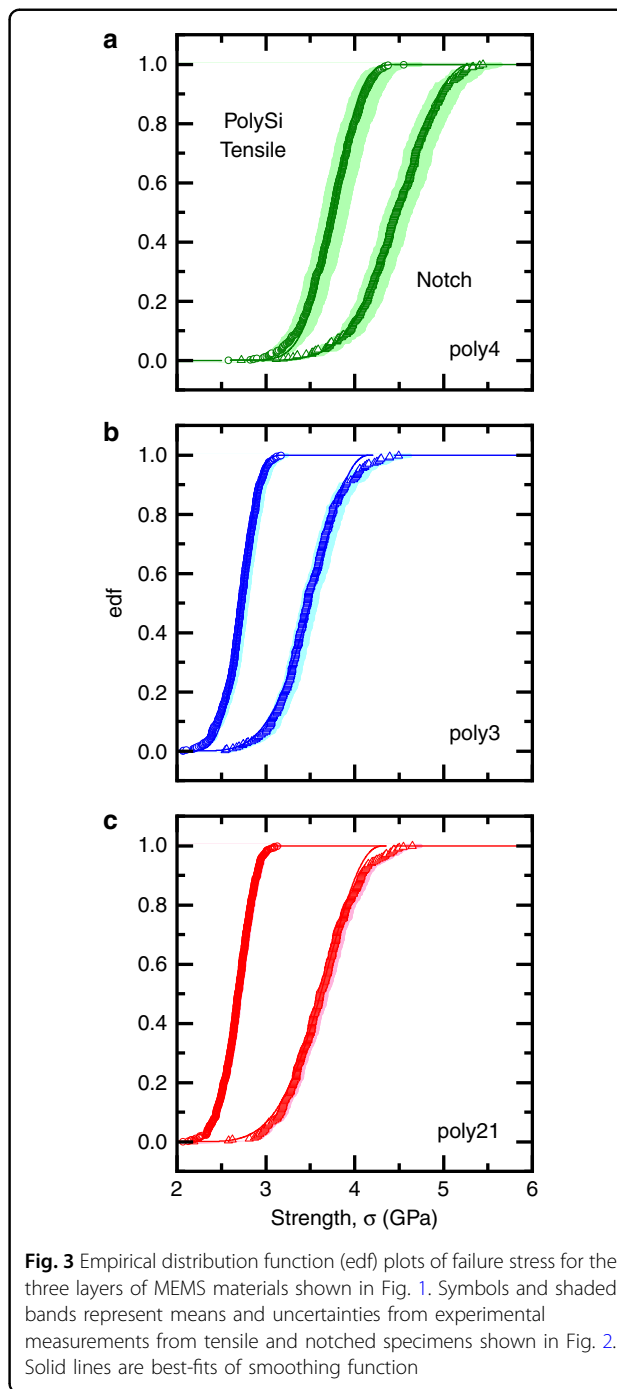 a
1.0
0.8
0.6
0.4
0.2
0.0
PolySi
Tensile
Notch
poly4
b
1.0
0.8
0.6
0.4
0.2
0.0
edf
poly3
c
1.0
0.8
0.6
0.4
0.2
0.0
poly21
2 3 4 5 6
Strength, σ (GPa)
Fig. 3 Empirical distribution function (edf) plots of failure stress for the
three layers of MEMS materials shown in Fig. 1. Symbols and shaded
bands represent means and uncertainties from experimental
measurements from tensile and notched specimens shown in Fig. 2.
Solid lines are best-fits of smoothing function